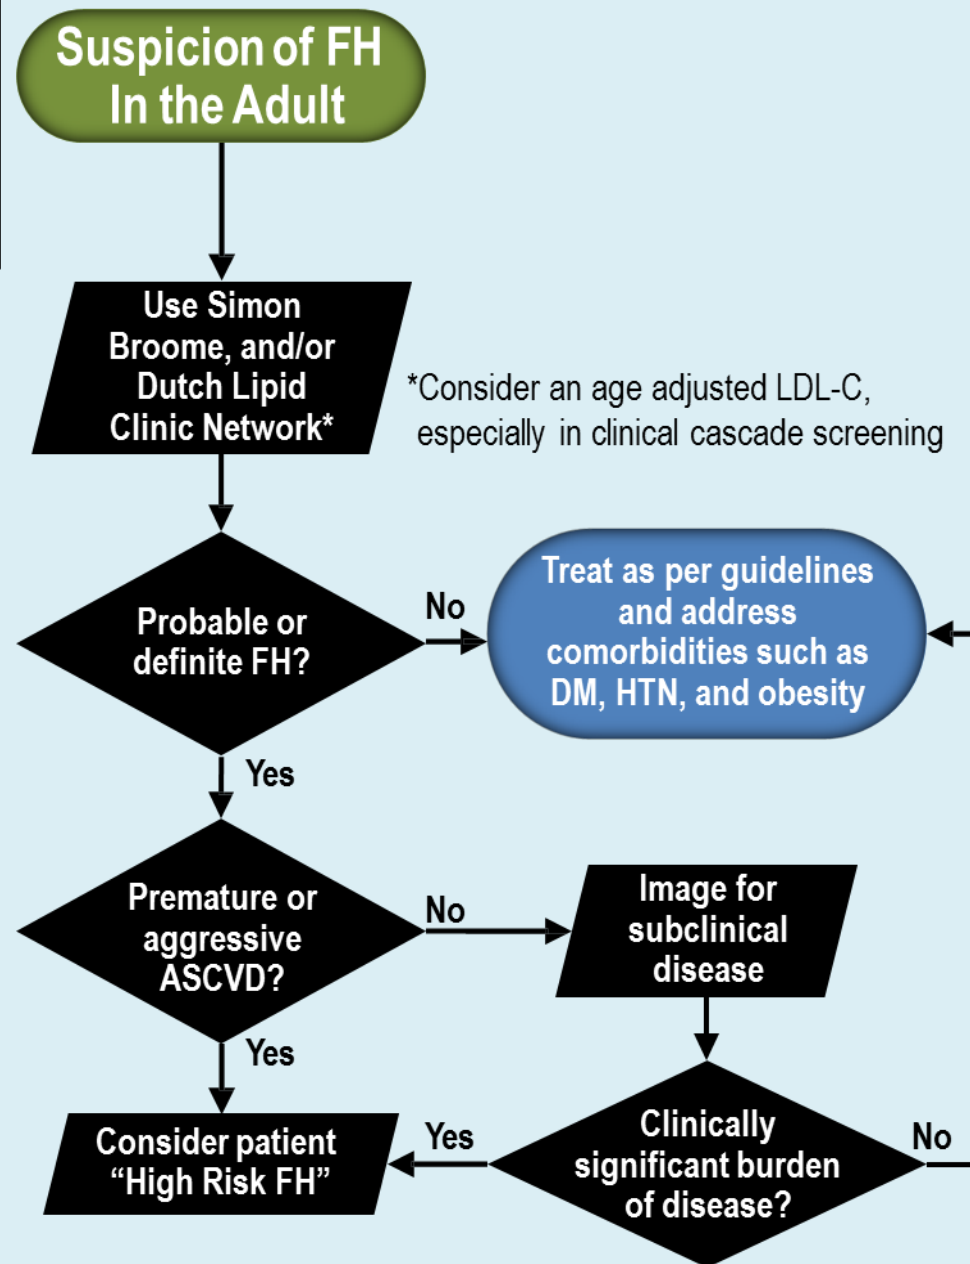 Suspicion of FH
In the Adult
Use Simon
Broome, and/or
Dutch Lipid
Clinic Network*
*Consider an age adjusted LDL-C,
especially in clinical cascade screening
Probable or
definite FH?
No
Treat as per guidelines
and address
comorbidities such as
DM, HTN, and obesity
Yes
Premature or
aggressive
ASCVD?
No
Image for
subclinical
disease
Yes
Consider patient
“High Risk FH”
Yes
Clinically
significant burden
of disease?
No